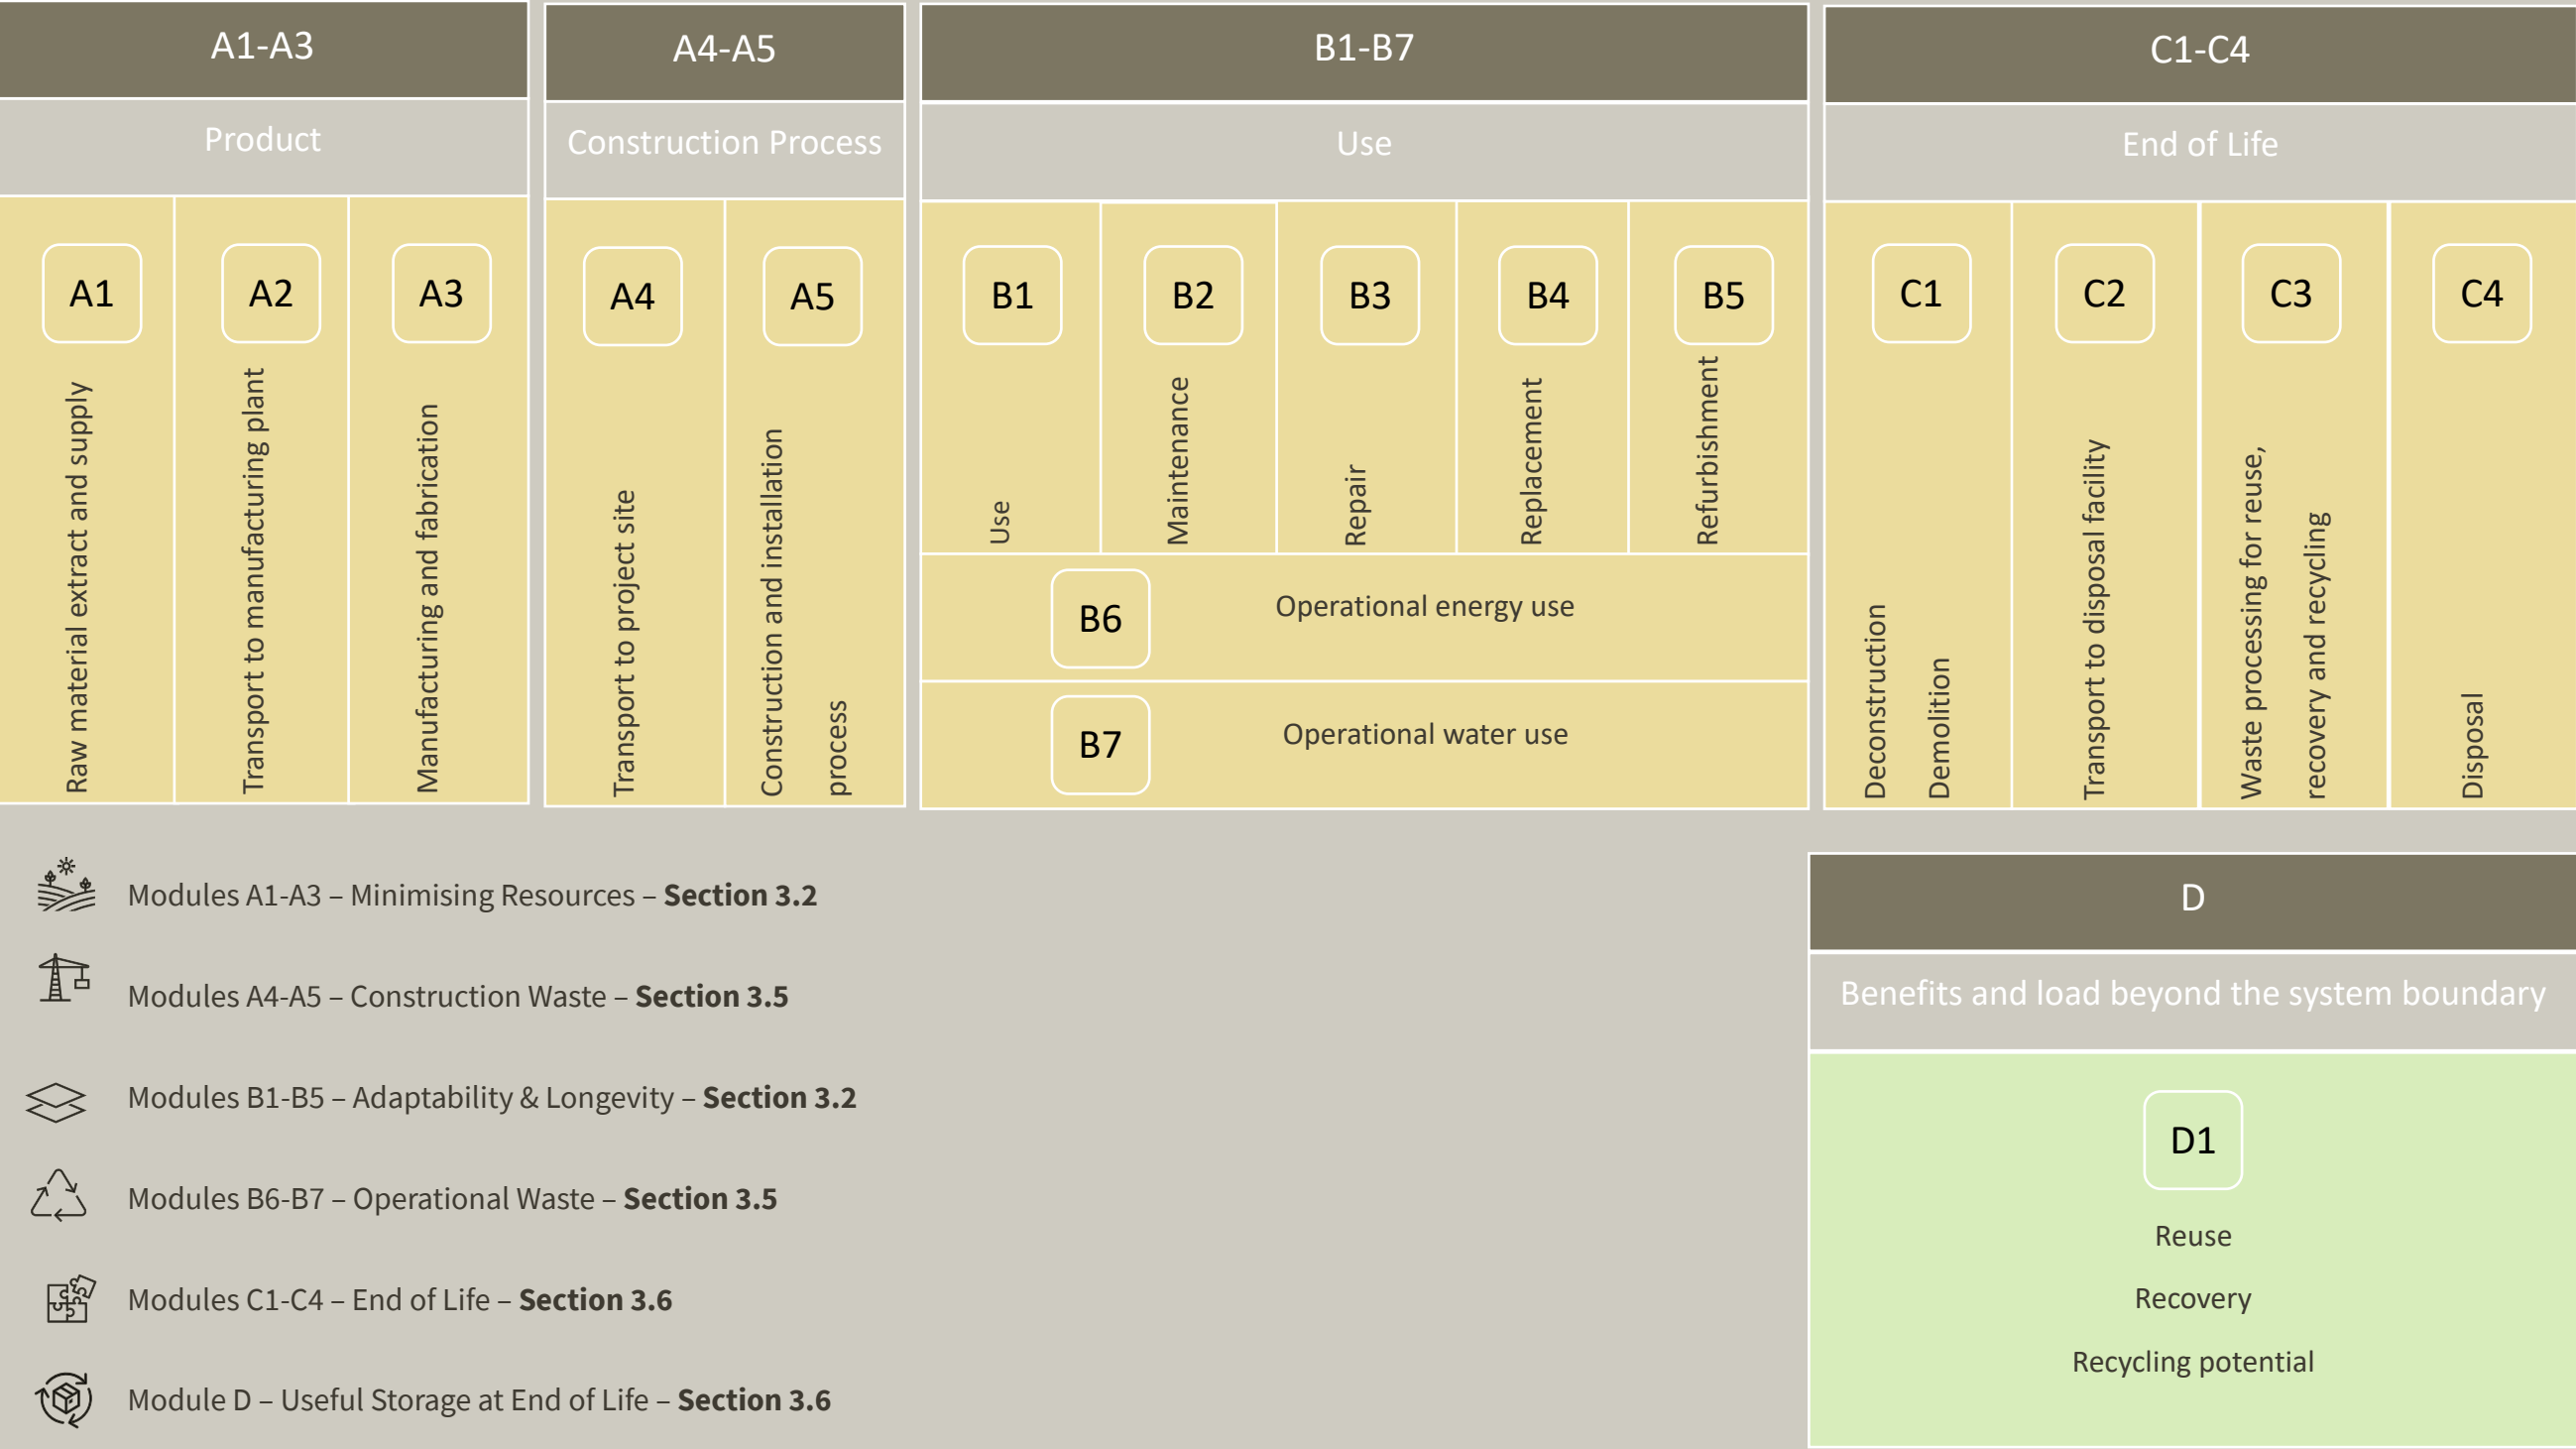 A1-A3
Product
A1
Raw material extract and supply
A2
Transport to manufacturing plant
A3
Manufacturing and fabrication
A4-A5
Construction Process
A4
Transport to project site
A5
Construction and installation
process
B1-B7
Use
B1
Use
B2
Maintenance
B3
Repair
B4
Replacement
B5
Refurbishment
B6
Operational energy use
B7
Operational water use
C1-C4
End of Life
C1
Deconstruction
Demolition
C2
Transport to disposal facility
C3
Waste processing for reuse,
recovery and recycling
C4
Disposal
Modules A1-A3 – Minimising Resources – Section 3.2
Modules A4-A5 – Construction Waste – Section 3.5
Modules B1-B5 – Adaptability & Longevity – Section 3.2
Modules B6-B7 – Operational Waste – Section 3.5
Modules C1-C4 – End of Life – Section 3.6
Module D – Useful Storage at End of Life – Section 3.6
D
Benefits and load beyond the system boundary
D1
Reuse
Recovery
Recycling potential